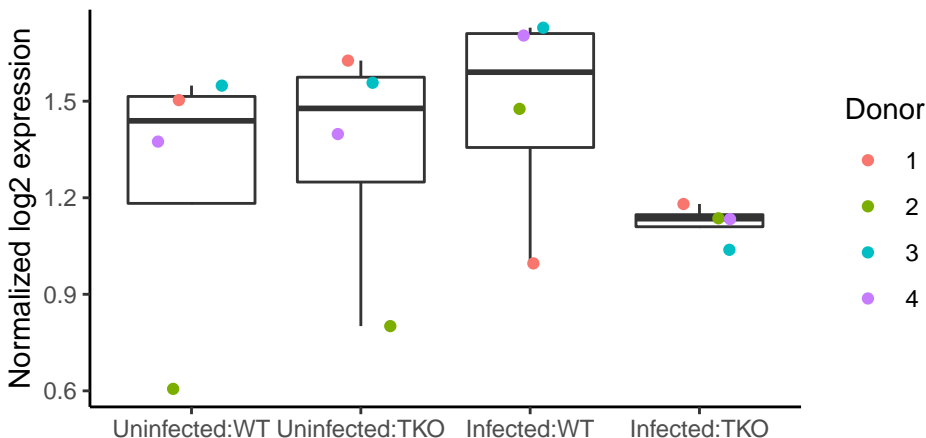 Normalized log2 expression
1.5
1.2
0.9
0.6
Uninfected:WT
Uninfected:TKO
Infected:WT
Infected:TKO
Donor
1
2
3
4